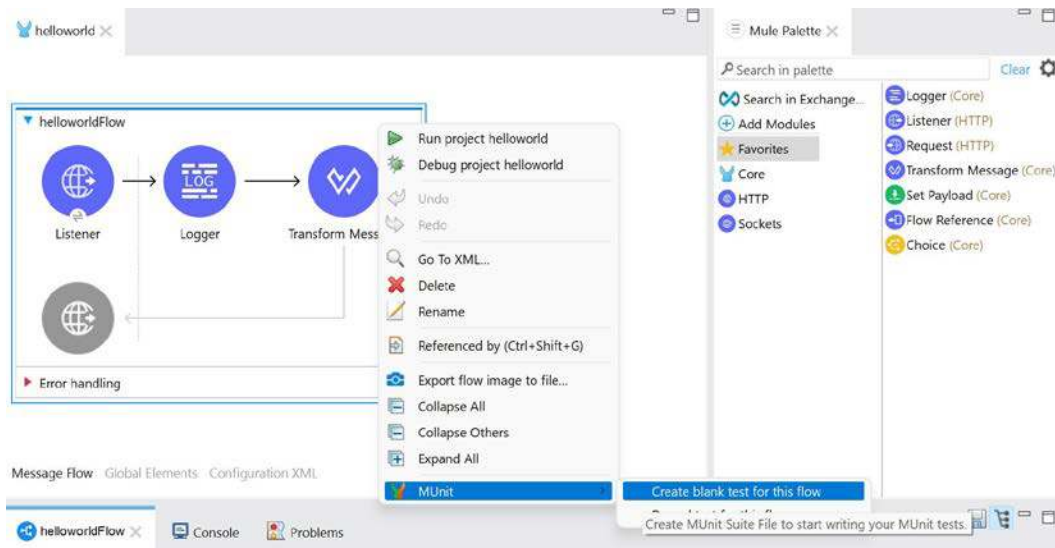 helloworld
Mule Palette
Search in palette
Clear
helloworldFlow
LOG
Listener
Logger
Transform Mess
Error handling
Message Flow Global Elements Configuration XML
Run project helloworld
Debug project helloworld
Undo
Redo
Go To XML...
Delete
Rename
Referenced by (Ctrl+Shift+G)
Export flow image to file...
Collapse All
Collapse Others
Expand All
MUnit
Create blank test for this flow
Create MUnit Suite File to start writing your MUnit tests.
Search in Exchange...
Add Modules
Favorites
Core
HTTP
Sockets
Logger (Core)
Listener (HTTP)
Request (HTTP)
Transform Message (Core)
Set Payload (Core)
Flow Reference (Core)
Choice (Core)
helloworldFlow
Console
Problems